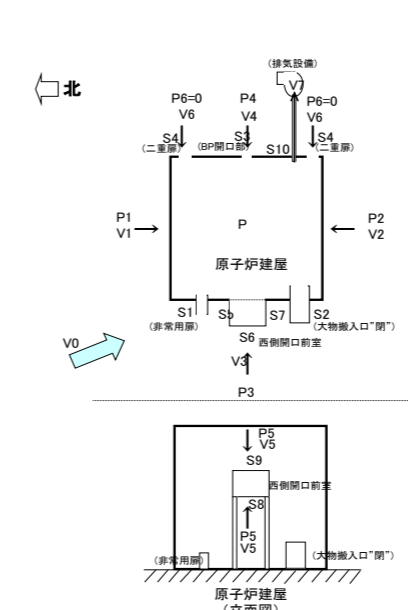 (排気設備)
北
V7
P6=0
V6
P4
V4
P6=0
V6
S4
(二重扉)
S3
(BP開口部)
S10
S4
(二重扉)
P1
V1
P
P2
V2
原子炉建屋
S1
S5
S7
S2
(非常用扉)
(大物搬入口"閉")
S6
西側開口前室
V0
V3
P3
P5
V5
S9
西側開口前室
S8
P5
V5
(非常用扉)
(大物搬入口"閉")
原子炉建屋
(立面図)